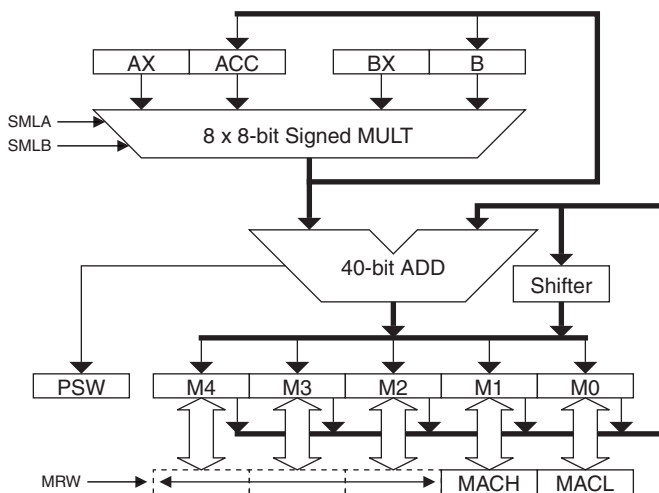 AX ACC BX B
SMLA
8 x 8-bit Signed MULT
SMLB
40-bit ADD
Shifter
PSW M4 M3 M2 M1 M0
MRW MACH MACL